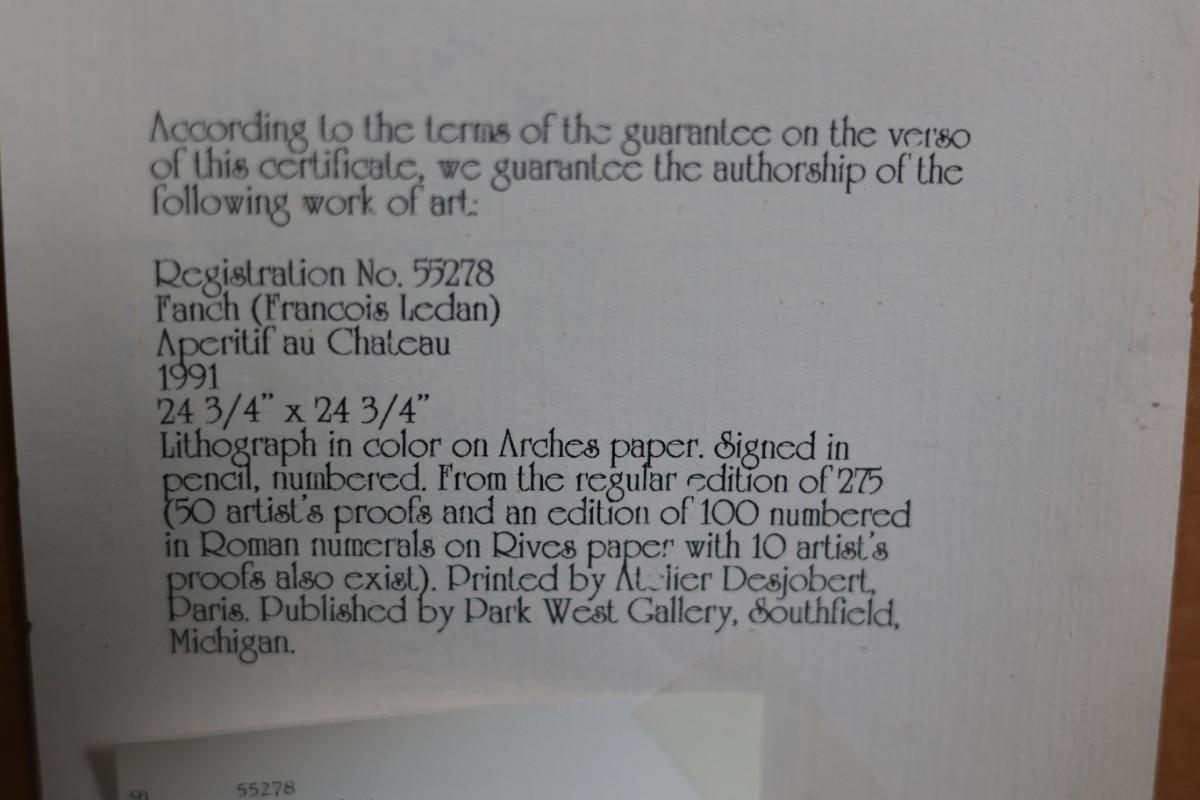 According to the terms of the guarantee on the verso
of this certificate, we guarantee the authorship of the
following work of art:
Registration No. 55278
Fanch (Francois Ledan)
Aperitif au Chateau
1991
24 3/4" x 24 3/4"
Lithograph in color on Arches paper. Signed in
pencil, numbered. From the regular edition of 275
(50 artist's proofs and an edition of 100 numbered
in Roman numerals on Rives paper with 10 artist's
proofs also exist). Printed by Atelier Desjobert,
Paris. Published by Park West Gallery, Southfield,
Michigan.
9) 55278